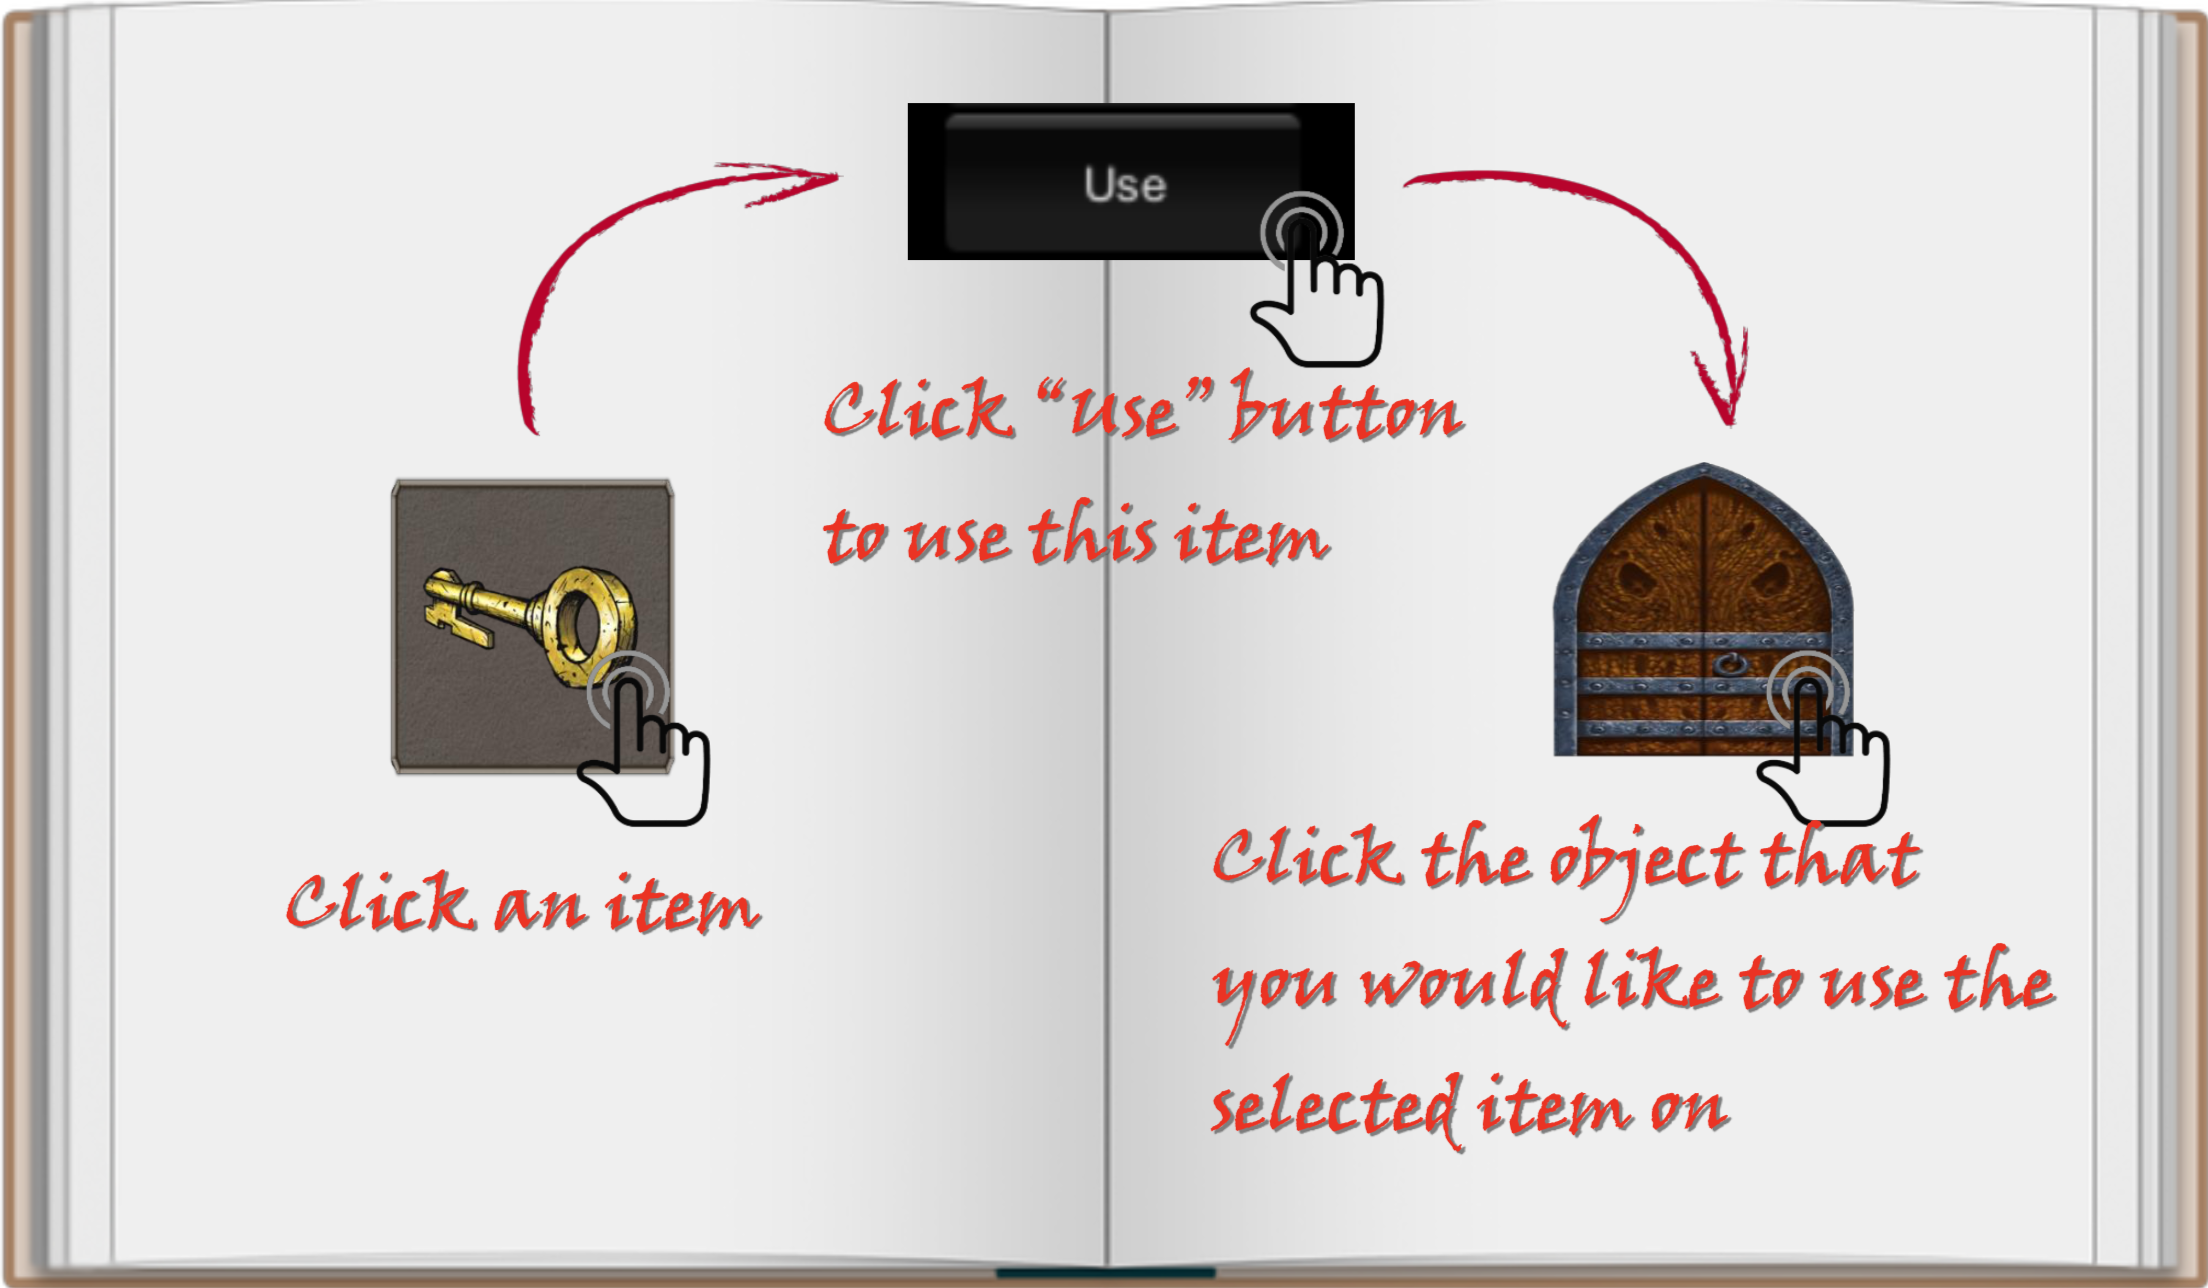 Use
Click “Use” button
to use this item
Click an item
Click the object that
you would like to use the
selected item on